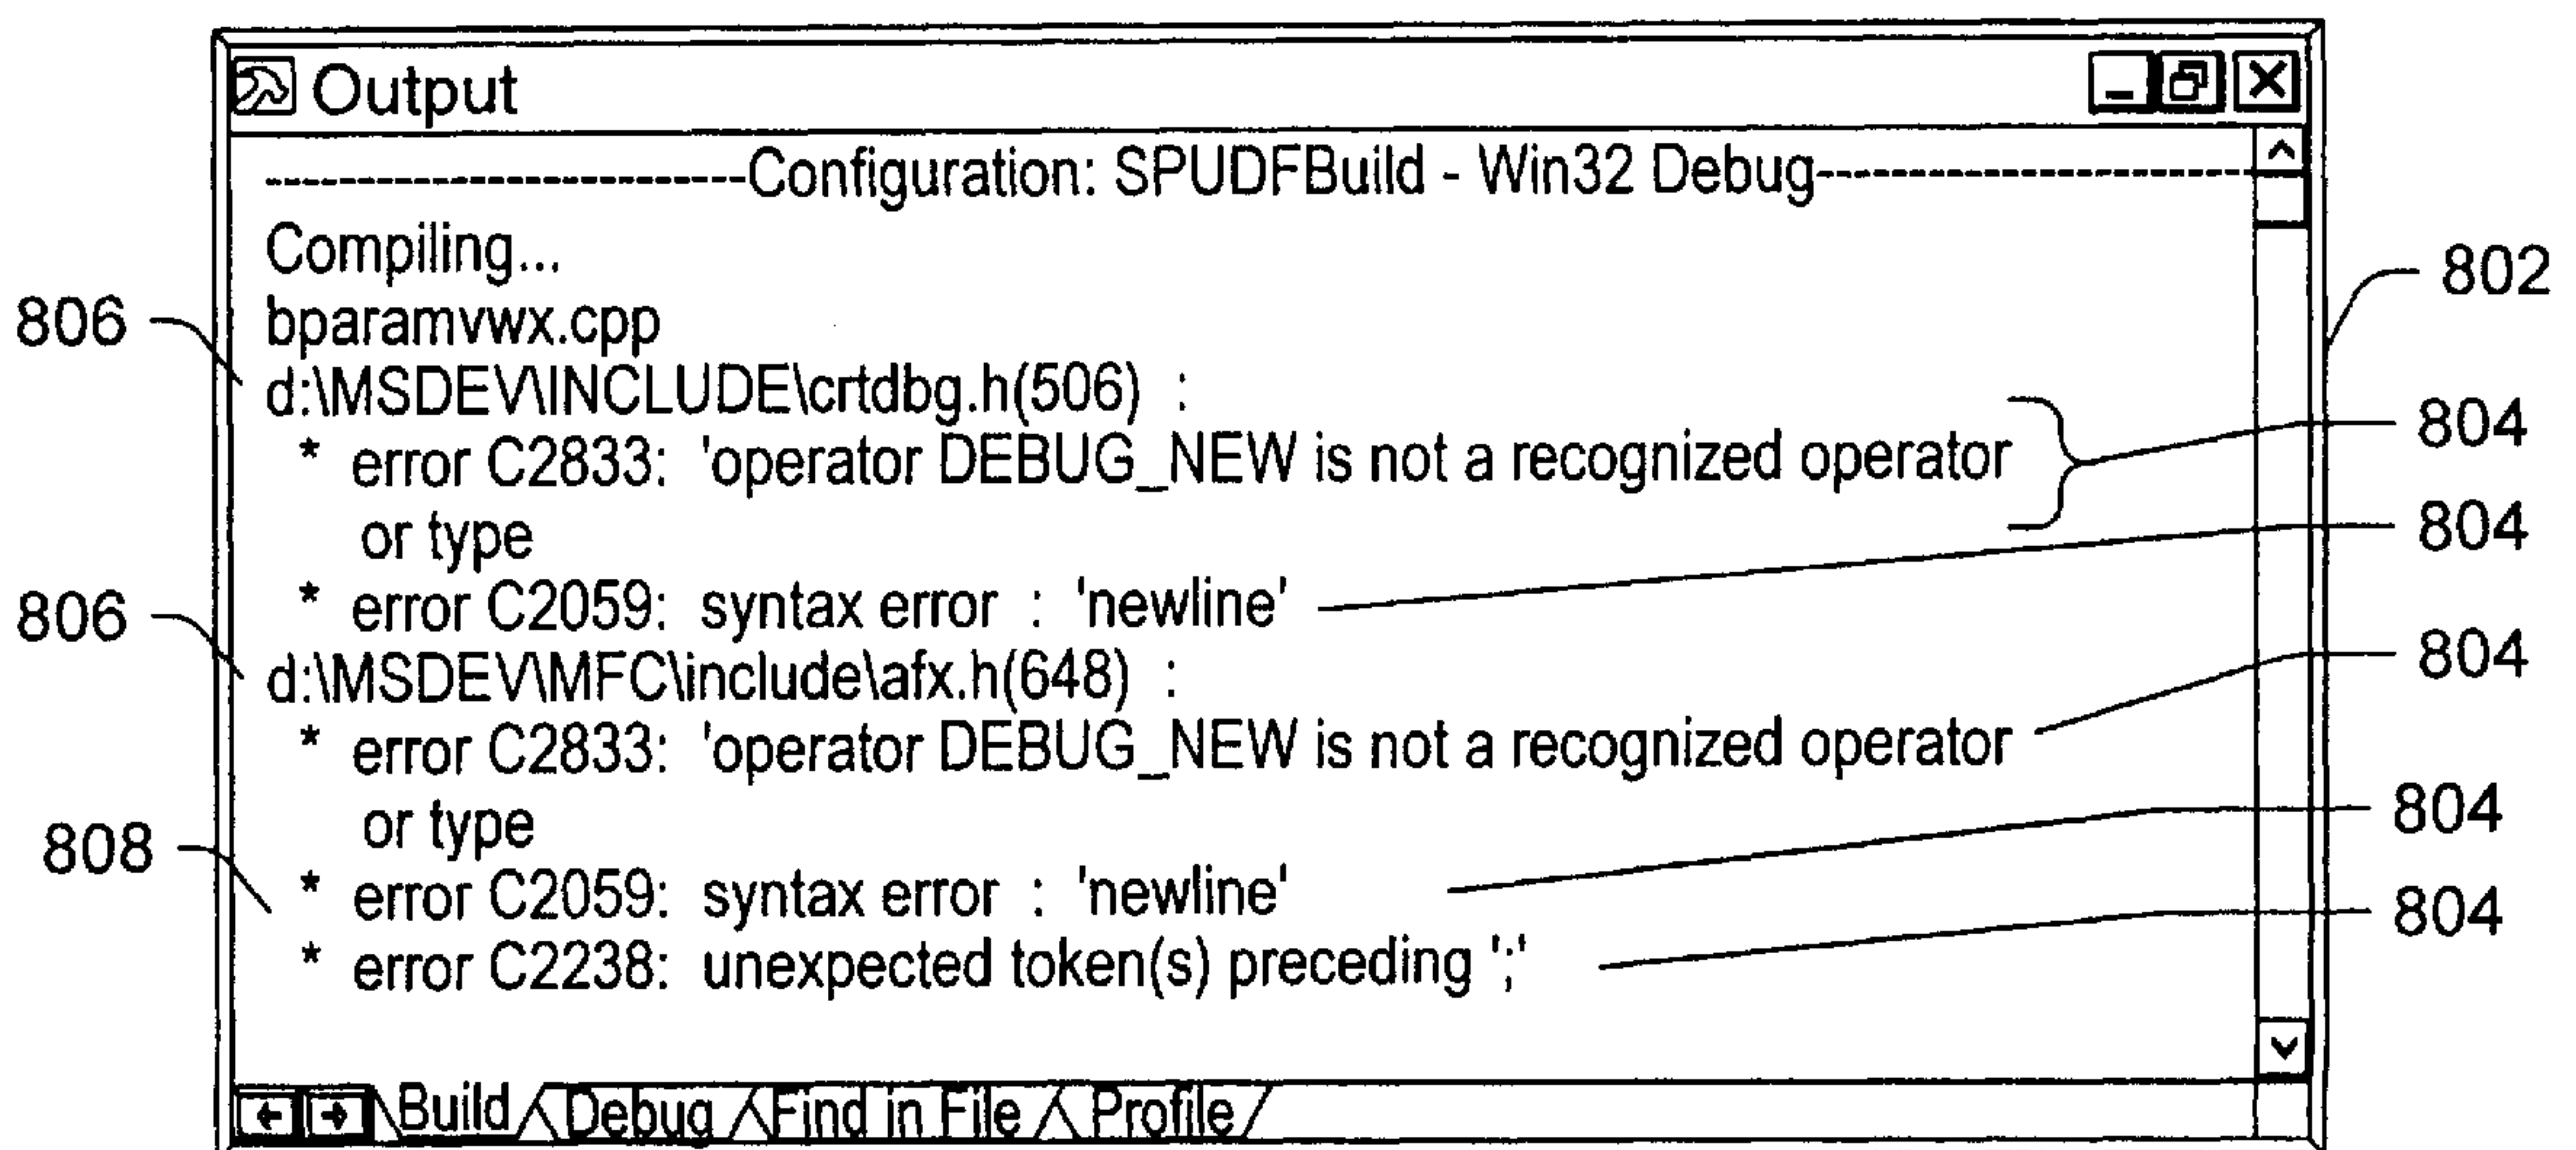 Output
--------------------------Configuration: SPUDFBuild - Win32 Debug------------------------
Compiling...
802
806
bparamvwx.cpp
d:\MSDEV\INCLUDE\crtdbg.h(506) :
804
* error C2833: 'operator DEBUG_NEW is not a recognized operator
or type
804
806
* error C2059: syntax error : 'newline'
d:\MSDEV\MFC\include\afx.h(648) :
804
* error C2833: 'operator DEBUG_NEW is not a recognized operator
or type
804
808
* error C2059: syntax error : 'newline'
804
* error C2238: unexpected token(s) preceding ';'
Build Debug Find in File Profile